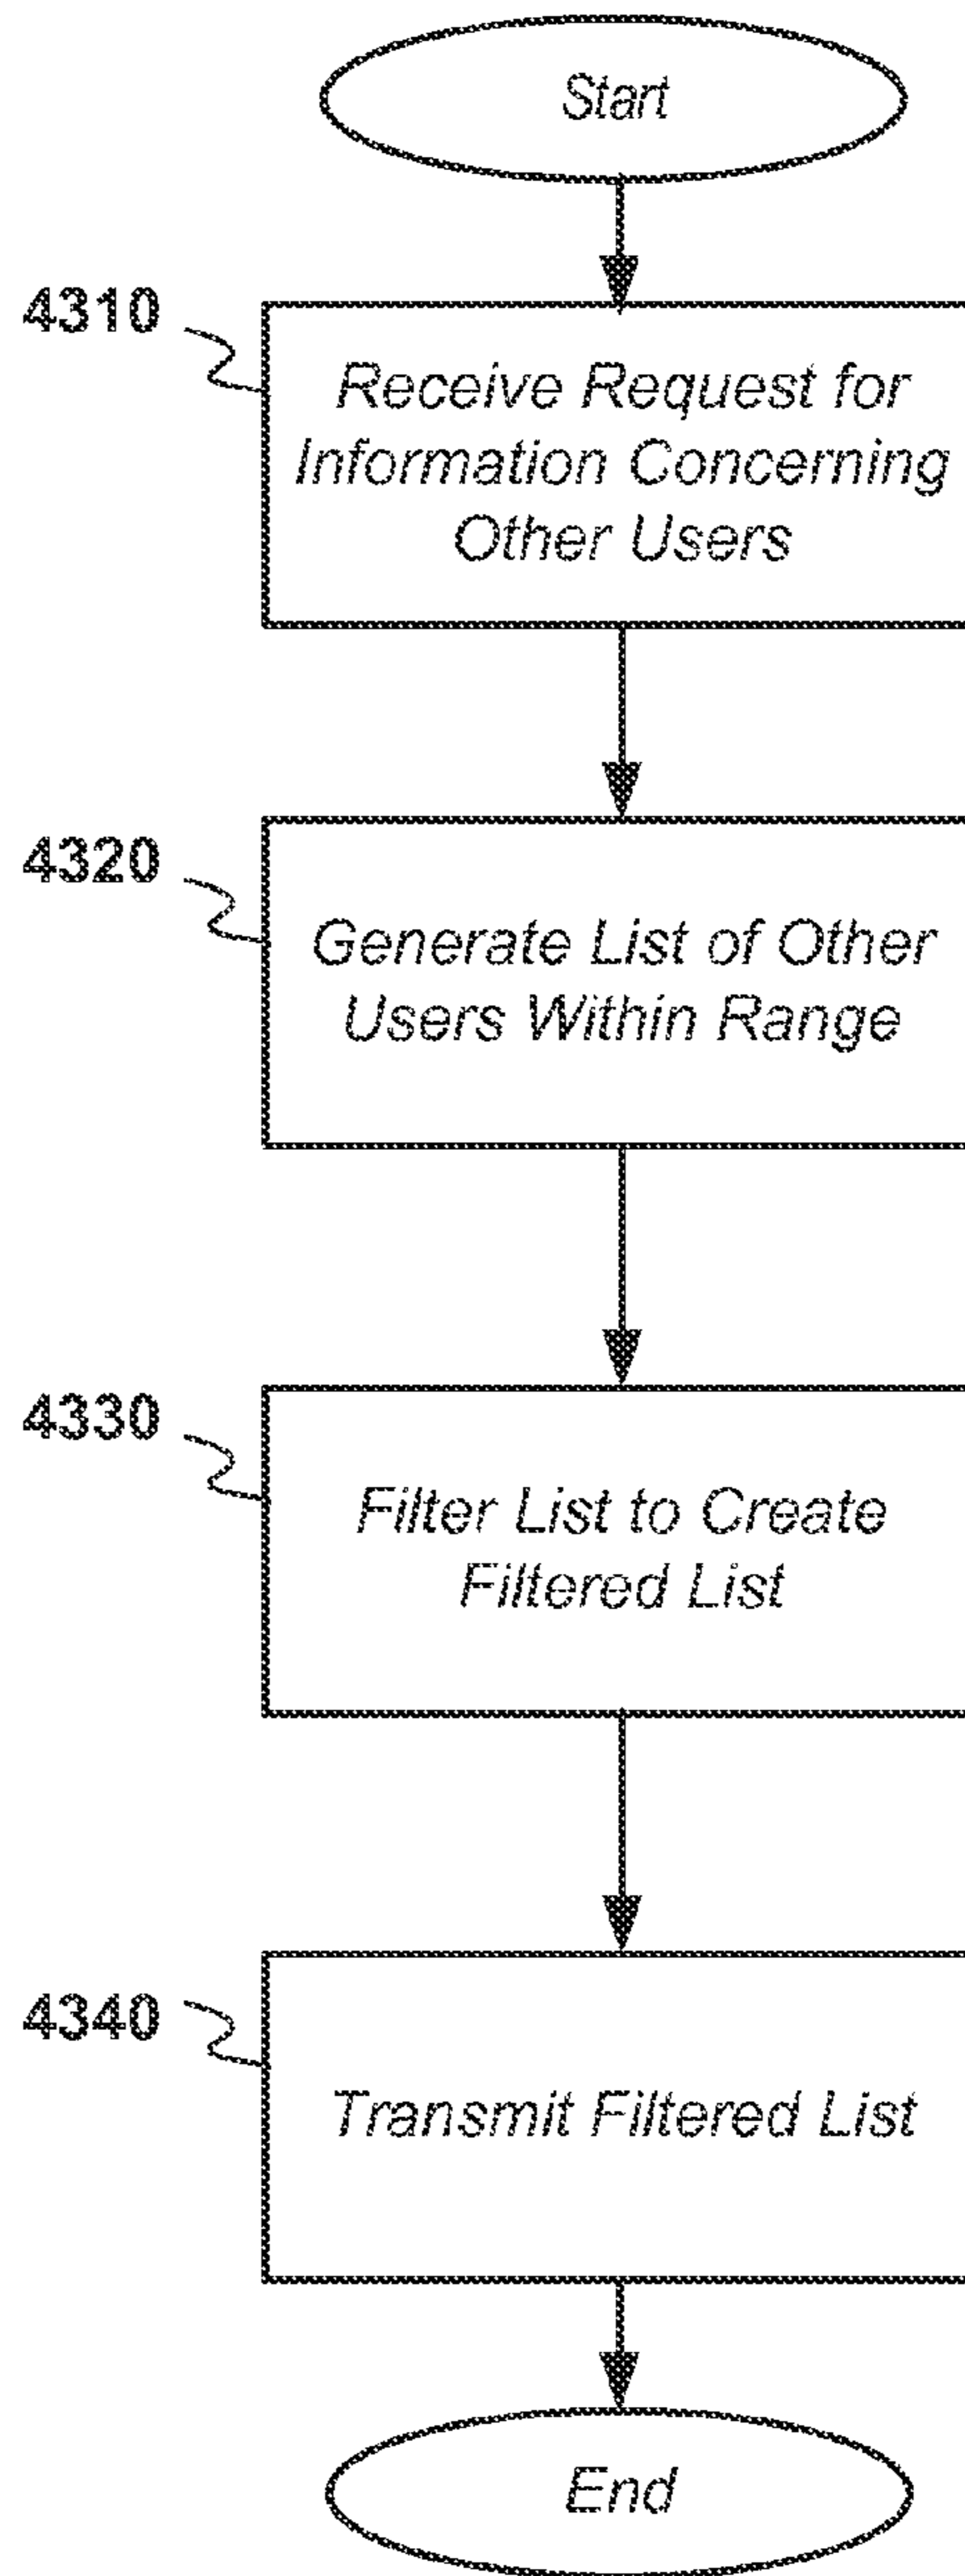 Start
4310
Receive Request for
Information Concerning
Other Users
4320
Generate List of Other
Users Within Range
4330
Filter List to Create
Filtered List
4340
Transmit Filtered List
End